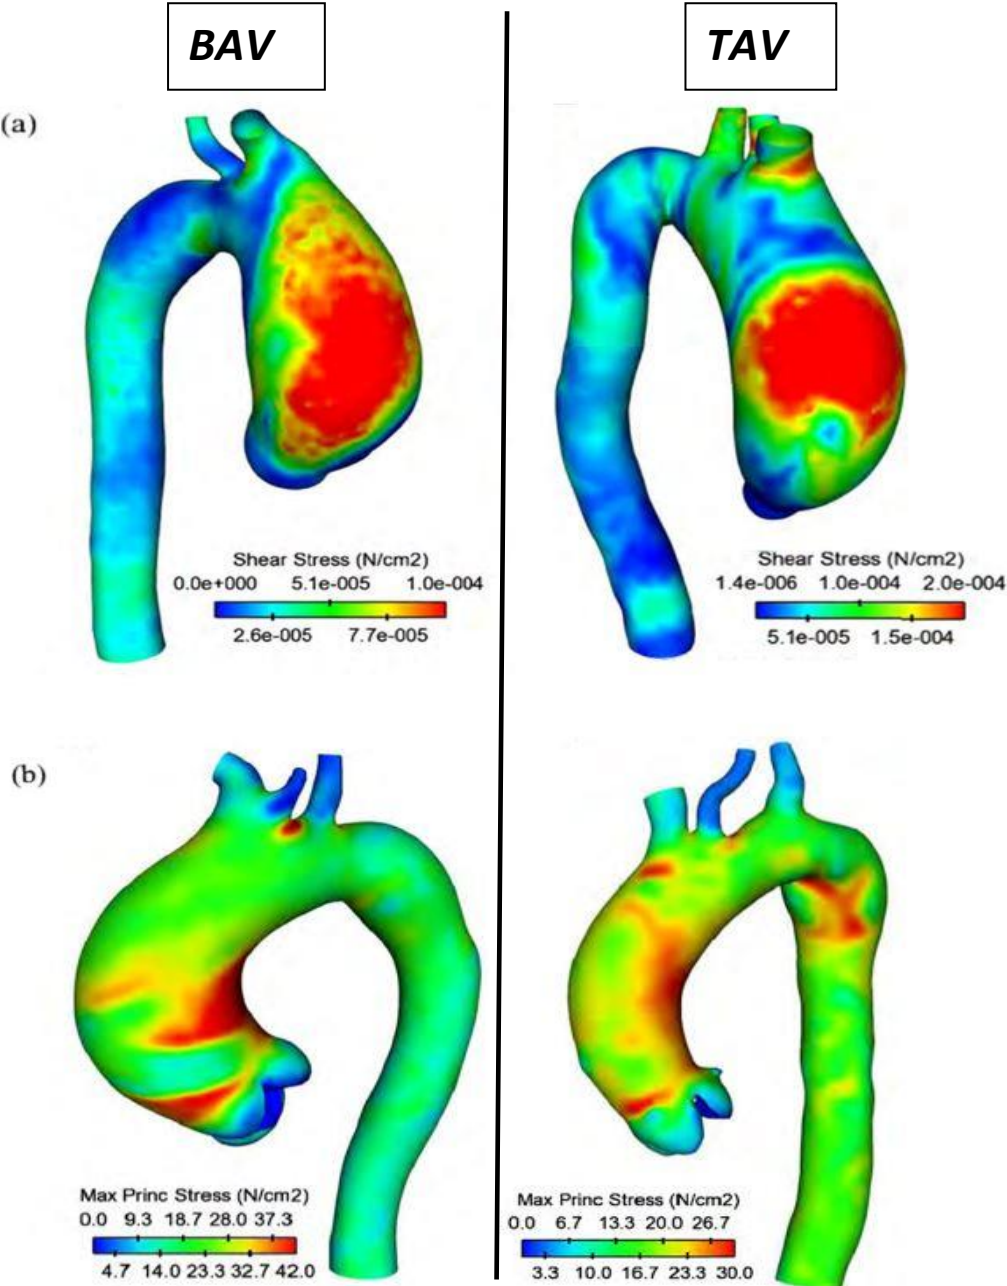 BAV
TAV
(a)
Shear Stress (N/cm2)
0.0e+000 5.1e-005 1.0e-004
2.6e-005 7.7e-005
Shear Stress (N/cm2)
1.4e-006 1.0e-004 2.0e-004
5.1e-005 1.5e-004
(b)
Max Princ Stress (N/cm2)
0.0 9.3 18.7 28.0 37.3
4.7 14.0 23.3 32.7 42.0
Max Princ Stress (N/cm2)
0.0 6.7 13.3 20.0 26.7
3.3 10.0 16.7 23.3 30.0